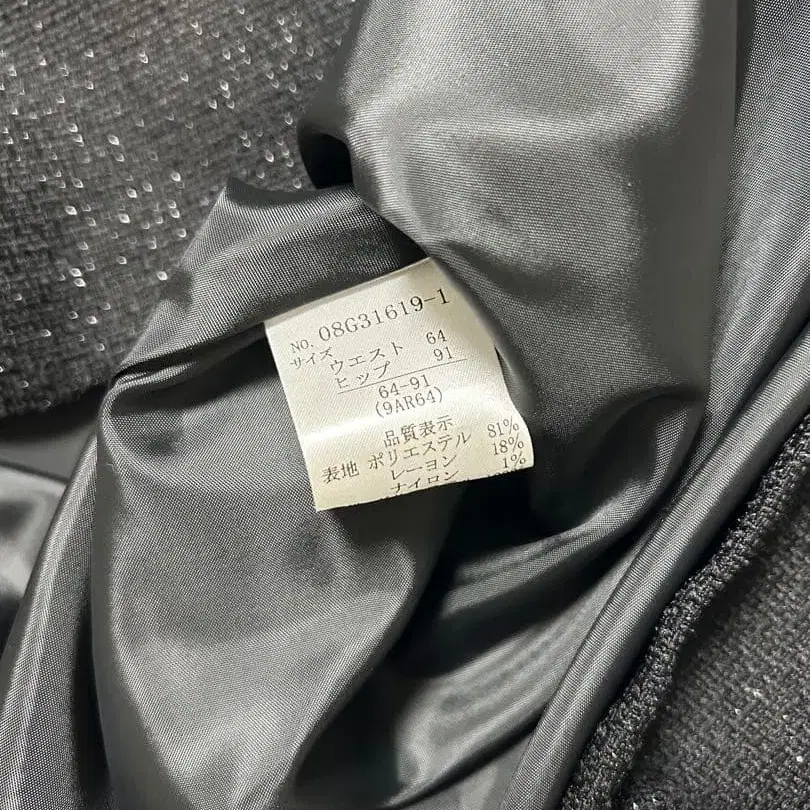 NO. 08G31619-1
サイズ
ウエスト 64
ヒップ 91
64-91
(9AR64)
品質表示
表地 ポリエステル 81%
レーヨン 18%
ナイロン 1%